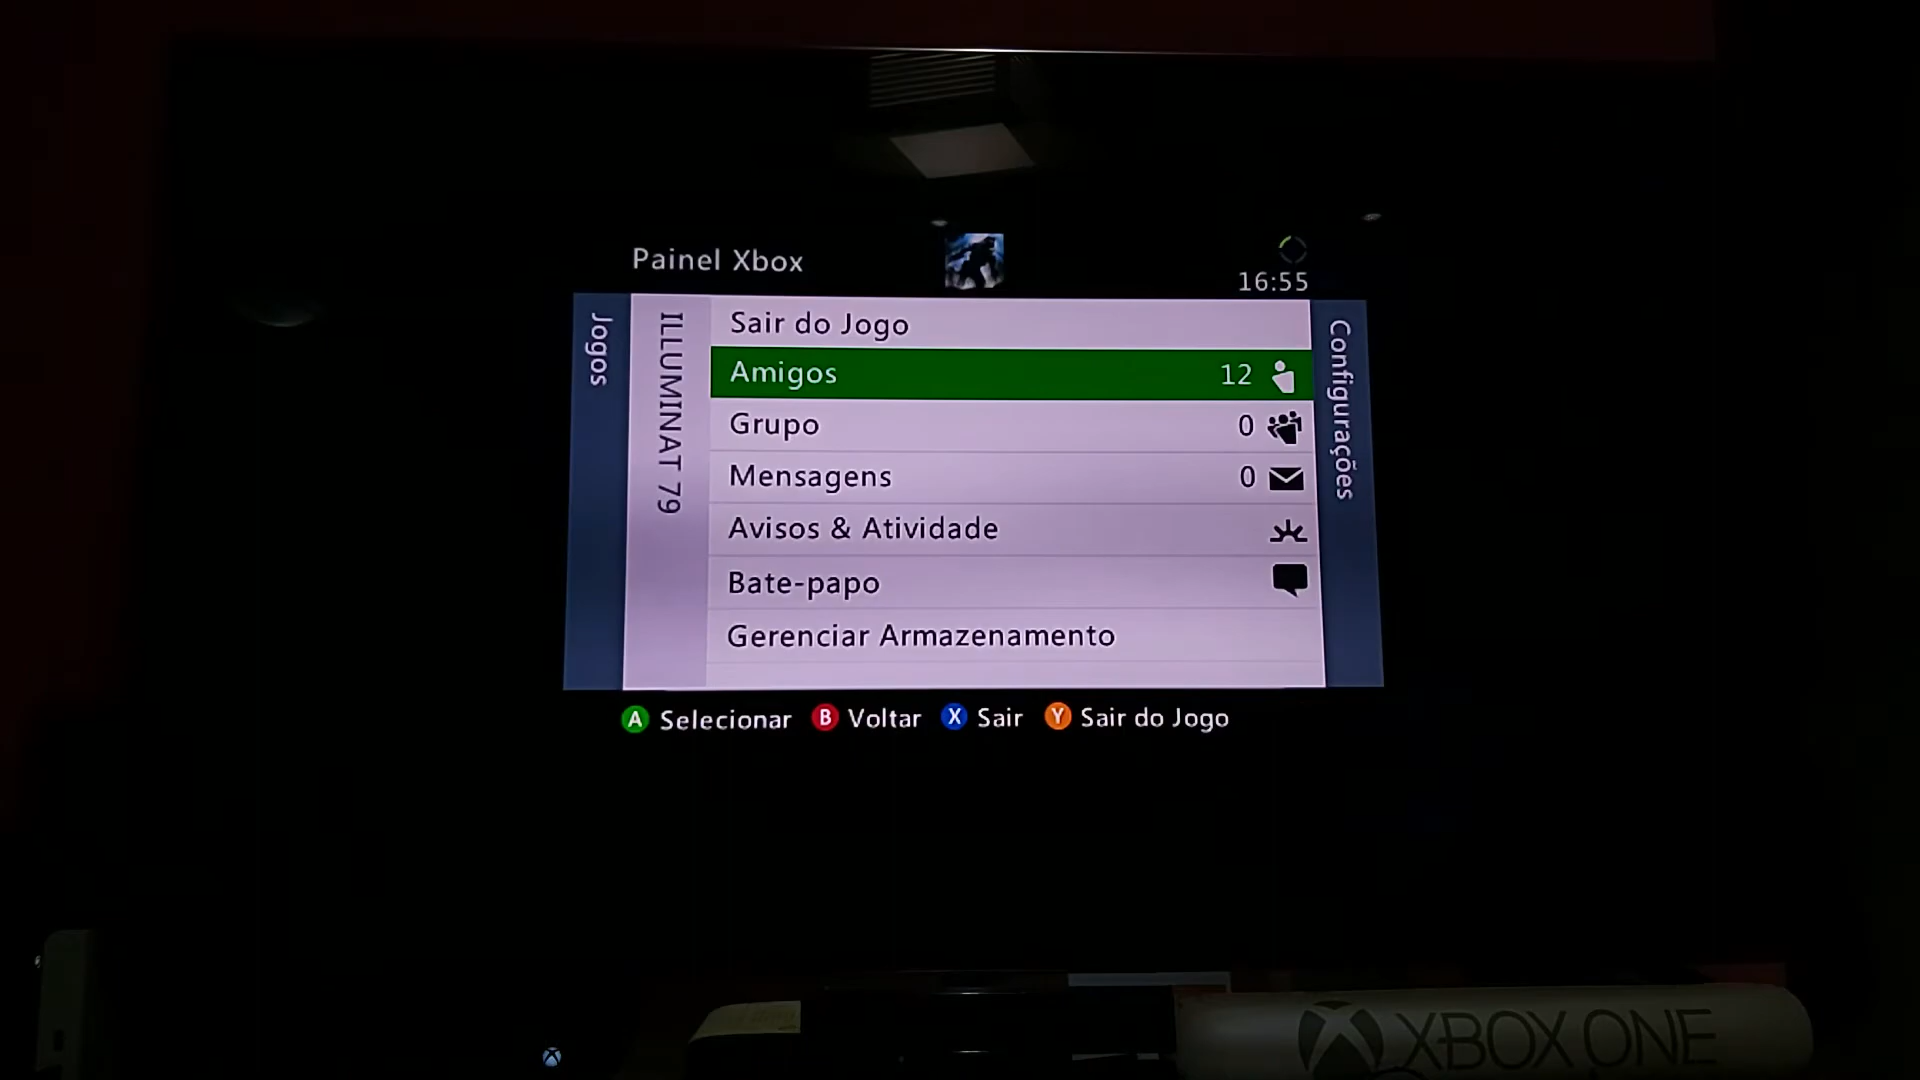 Painel Xbox
16:55
Jogos
ILLUMINAT 79
Sair do Jogo
Amigos 12
Grupo 0
Mensagens 0
Avisos & Atividade
Bate-papo
Gerenciar Armazenamento
Configurações
A Selecionar B Voltar X Sair Y Sair do Jogo
XBOX ONE